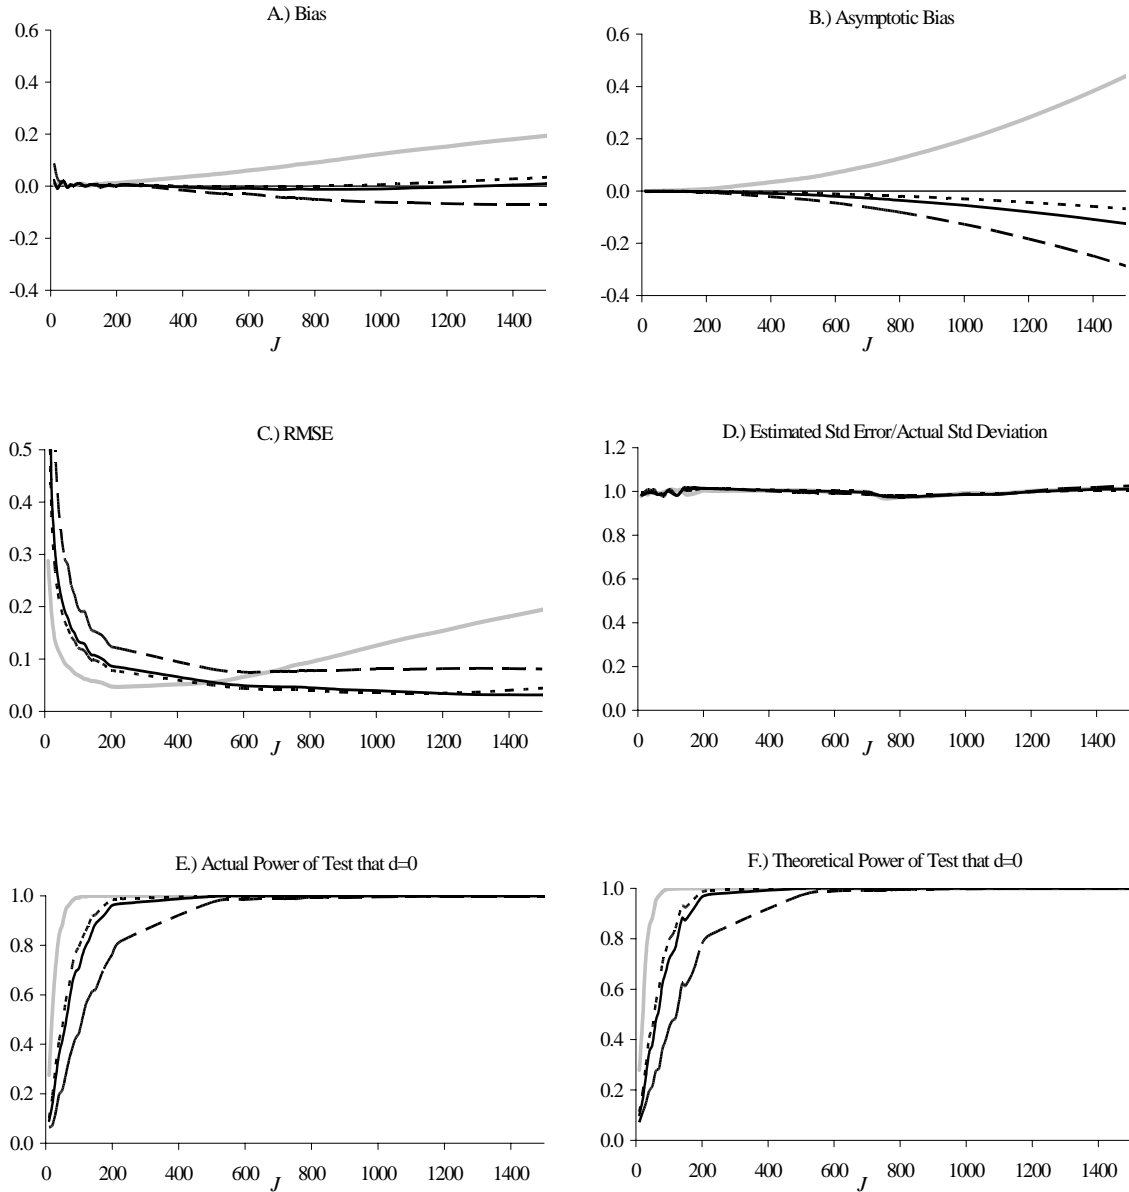 A.) Bias
0.6
0.4
0.2
0.0
-0.2
-0.4
0 200 400 600 800 1000 1200 1400
J
B.) Asymptotic Bias
0.6
0.4
0.2
0.0
-0.2
-0.4
0 200 400 600 800 1000 1200 1400
J
C.) RMSE
0.5
0.4
0.3
0.2
0.1
0.0
0 200 400 600 800 1000 1200 1400
J
D.) Estimated Std Error/Actual Std Deviation
1.2
1.0
0.8
0.6
0.4
0.2
0.0
0 200 400 600 800 1000 1200 1400
J
E.) Actual Power of Test that d=0
1.0
0.8
0.6
0.4
0.2
0.0
0 200 400 600 800 1000 1200 1400
J
F.) Theoretical Power of Test that d=0
1.0
0.8
0.6
0.4
0.2
0.0
0 200 400 600 800 1000 1200 1400
J